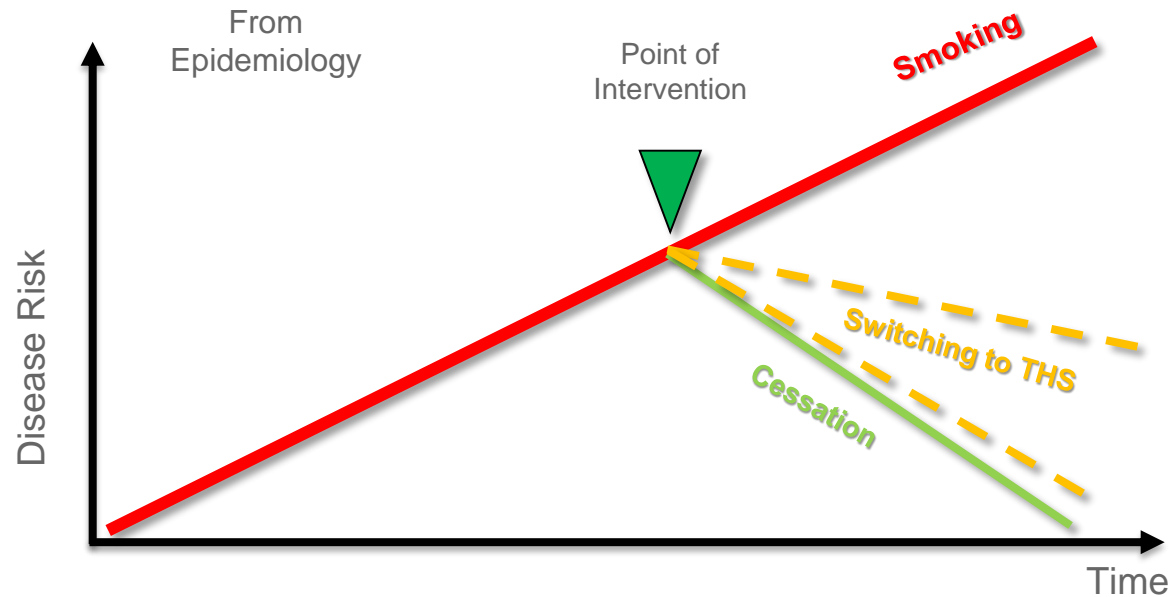 From
Epidemiology
Point of
Intervention
Smoking
Switching to THS
Cessation
Disease Risk
Time